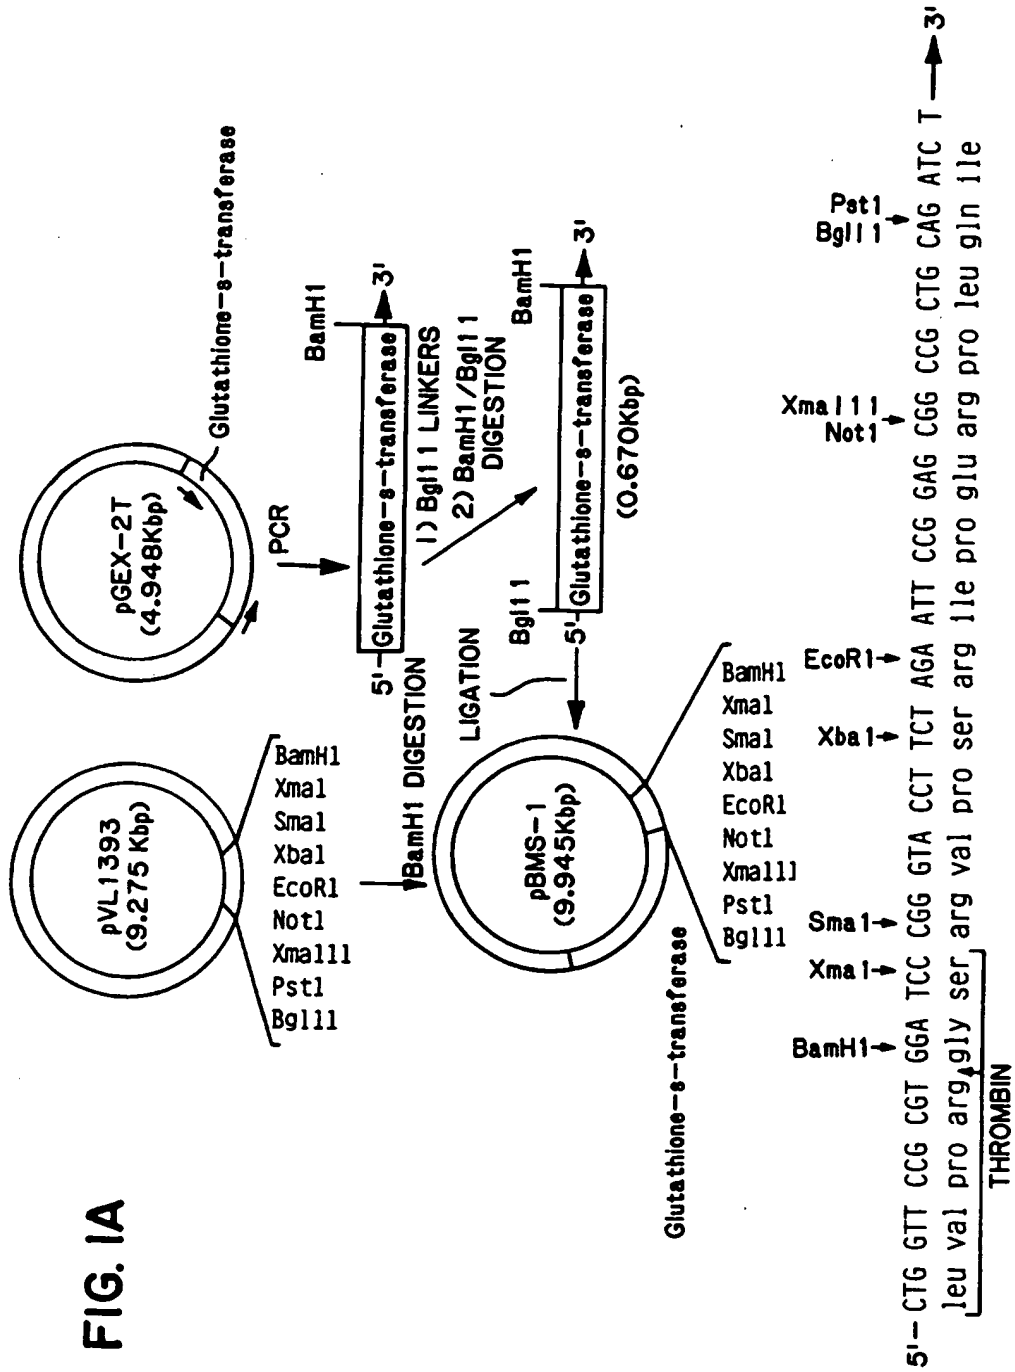 FIG. 1A
pVL1393
(9.275 Kbp)
BamH1
Xma1
Sma1
Xba1
EcoR1
Not1
Xma111
Pst1
Bgl11
BamH1 DIGESTION
pGEX-2T
(4.948Kbp)
Glutathione-s-transferase
PCR
BamH1
5'-Glutathione-s-transferase 3'
1) Bgl11 LINKERS
2) BamH1/Bgl11
DIGESTION
Bgl11
BamH1
5'-Glutathione-s-transferase 3'
(0.670Kbp)
LIGATION
pBMS-1
(9.945Kbp)
Glutathione-s-transferase
BamH1
Xma1
Sma1
Xba1
EcoR1
Not1
Xma111
Pst1
Bgl11
BamH1
Xma1
Sma1
Xba1
EcoR1
Xma111
Not1
Pst1
Bgl11
5'-CTG GTT CCG CGT GGA TCC CGG GTA CCT TCT AGA ATT CCG GAG CGG CCG CTG CAG ATC T 3'
leu val pro arg gly ser arg val pro ser arg ile pro glu arg pro leu gln ile
THROMBIN